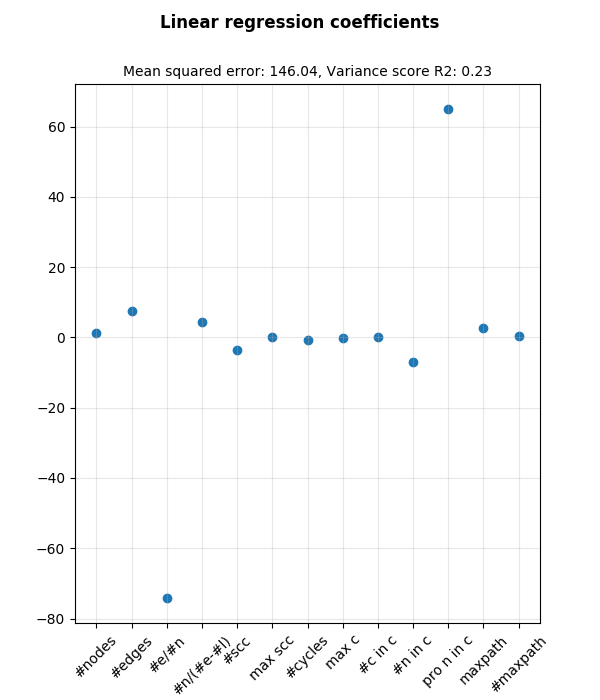 Linear regression coefficients
Mean squared error: 146.04, Variance score R2: 0.23
60
40
20
0
−20
−40
−60
−80
#nodes
#edges
#e/#n
#n/(#e-#l)
#scc
max scc
#cycles
max c
#c in c
#n in c
pro n in c
maxpath
#maxpath